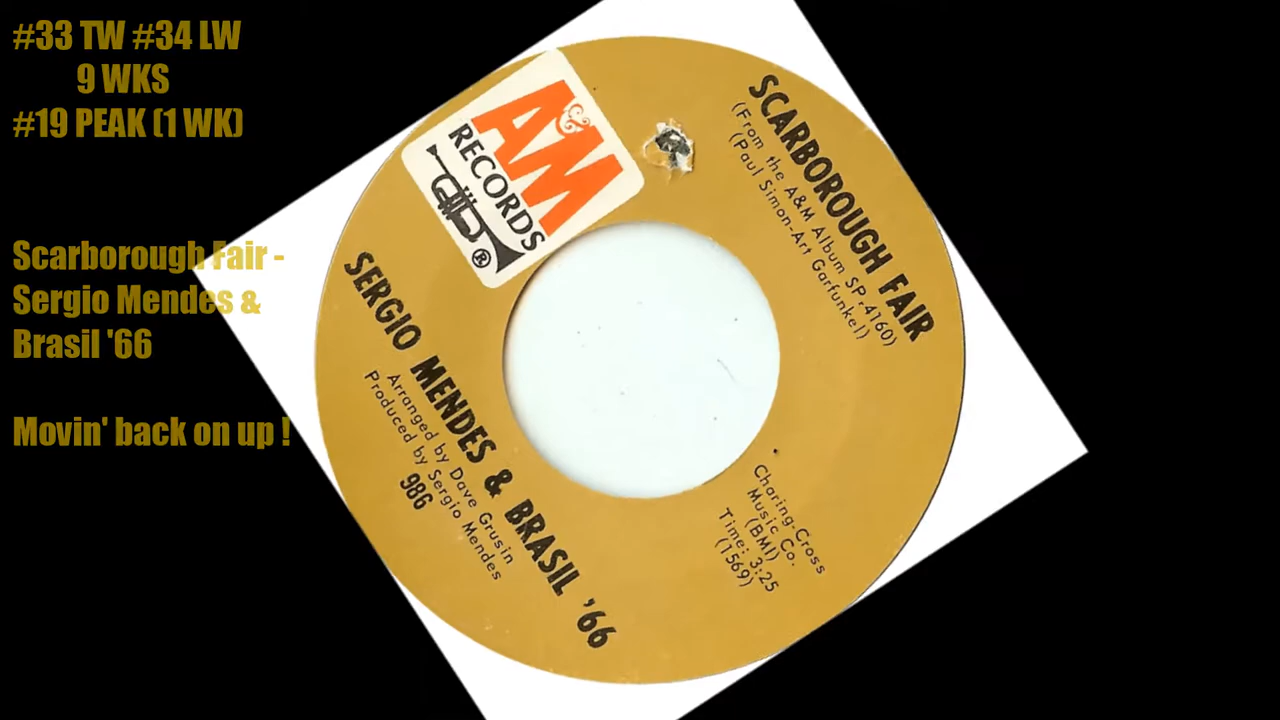 #33 TW #34 LW
9 WKS
#19 PEAK (1 WK)
Scarborough Fair -
Sergio Mendes &
Brasil '66
Movin' back on up !
A&M
RECORDS
®
SCARBOROUGH FAIR
(From the A&M Album SP-4160)
(Paul Simon-Art Garfunkel)
SERGIO MENDES & BRASIL '66
Arranged by Dave Grusin
Produced by Sergio Mendes
986
Charing-Cross
Music Co.
(BMI)
Time: 3:25
(1569)